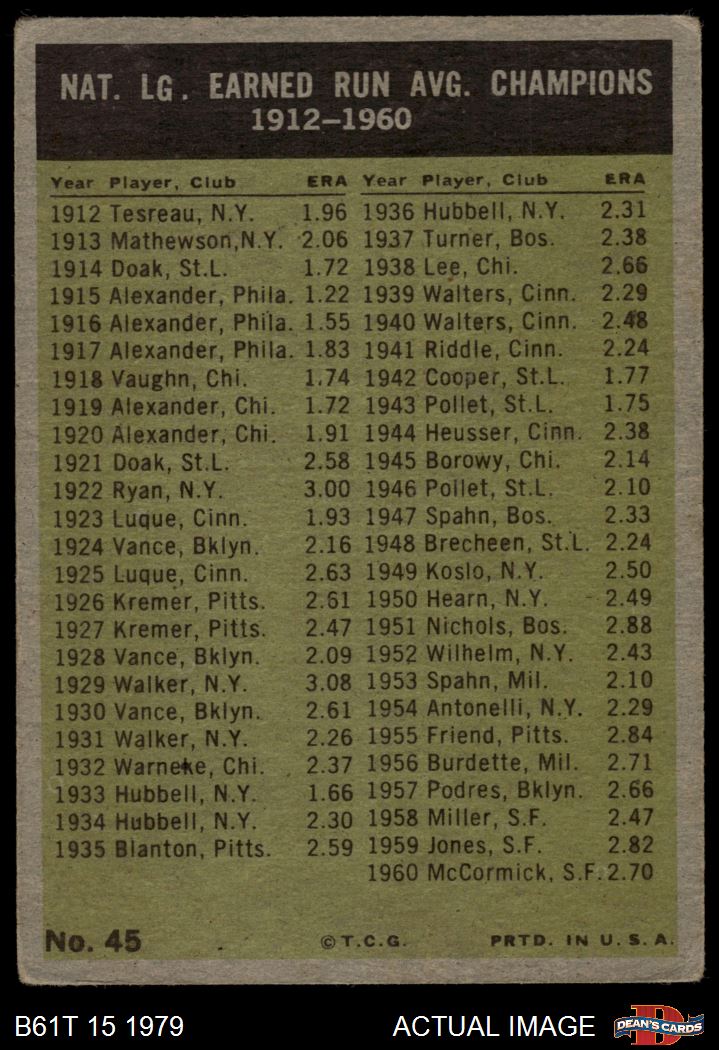 NAT. LG. EARNED RUN AVG. CHAMPIONS
1912–1960
Year Player, Club ERA
1912 Tesreau, N.Y. 1.96
1913 Mathewson,N.Y. 2.06
1914 Doak, St.L. 1.72
1915 Alexander, Phila. 1.22
1916 Alexander, Phila. 1.55
1917 Alexander, Phila. 1.83
1918 Vaughn, Chi. 1.74
1919 Alexander, Chi. 1.72
1920 Alexander, Chi. 1.91
1921 Doak, St.L. 2.58
1922 Ryan, N.Y. 3.00
1923 Luque, Cinn. 1.93
1924 Vance, Bklyn. 2.16
1925 Luque, Cinn. 2.63
1926 Kremer, Pitts. 2.61
1927 Kremer, Pitts. 2.47
1928 Vance, Bklyn. 2.09
1929 Walker, N.Y. 3.08
1930 Vance, Bklyn. 2.61
1931 Walker, N.Y. 2.26
1932 Warneke, Chi. 2.37
1933 Hubbell, N.Y. 1.66
1934 Hubbell, N.Y. 2.30
1935 Blanton, Pitts. 2.59
Year Player, Club ERA
1936 Hubbell, N.Y. 2.31
1937 Turner, Bos. 2.38
1938 Lee, Chi. 2.66
1939 Walters, Cinn. 2.29
1940 Walters, Cinn. 2.48
1941 Riddle, Cinn. 2.24
1942 Cooper, St.L. 1.77
1943 Pollet, St.L. 1.75
1944 Heusser, Cinn. 2.38
1945 Borowy, Chi. 2.14
1946 Pollet, St.L. 2.10
1947 Spahn, Bos. 2.33
1948 Brecheen, St.L. 2.24
1949 Koslo, N.Y. 2.50
1950 Hearn, N.Y. 2.49
1951 Nichols, Bos. 2.88
1952 Wilhelm, N.Y. 2.43
1953 Spahn, Mil. 2.10
1954 Antonelli, N.Y. 2.29
1955 Friend, Pitts. 2.84
1956 Burdette, Mil. 2.71
1957 Podres, Bklyn. 2.66
1958 Miller, S.F. 2.47
1959 Jones, S.F. 2.82
1960 McCormick, S.F. 2.70
No. 45 ©T.C.G. PRTD. IN U.S.A.
B61T 15 1979 ACTUAL IMAGE D DEAN'S CARDS